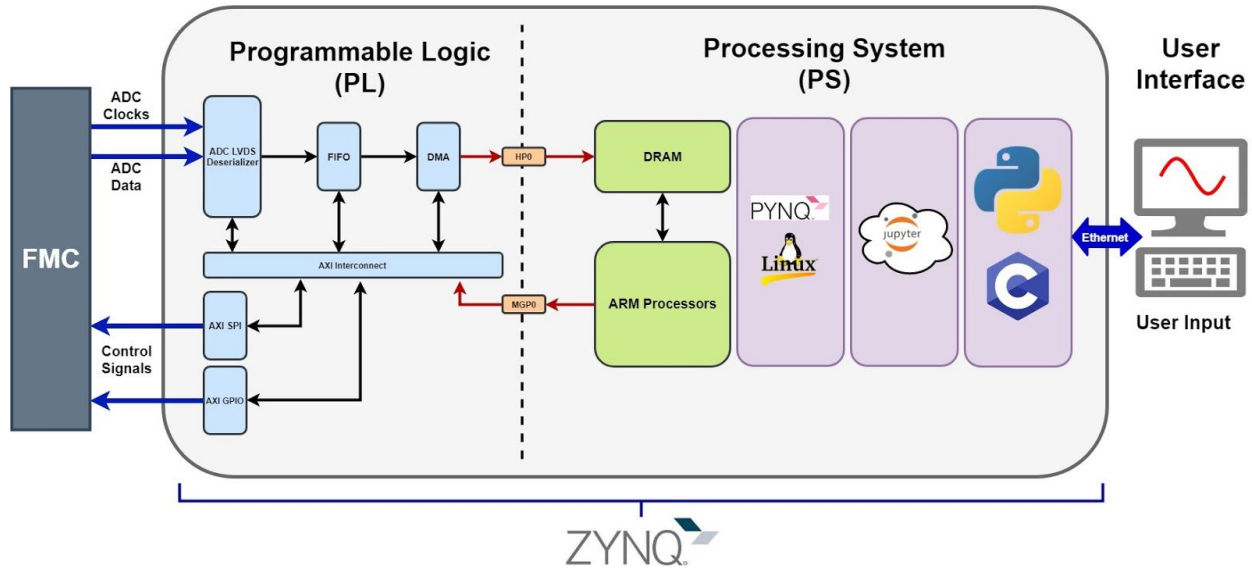 Programmable Logic
(PL)
Processing System
(PS)
User
Interface
ADC
Clocks
ADC
Data
FMC
ADC LVDS
Deserializer
FIFO
DMA
HP0
DRAM
PYNQ
Linux
jupyter
C
Ethernet
AXI Interconnect
MGP0
ARM Processors
AXI SPI
Control
Signals
AXI GPIO
User Input
ZYNQ